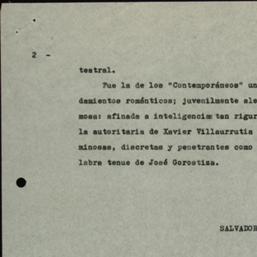 2 -
teatral.
Fue la de los "Contemporáneos" un
damientos románticos; juvenilmente ale
mosa: afinada a inteligencias tan rigur
la autoritaria de Xavier Villaurrutia
minosas, discretas y penetrantes como
labra tenue de José Gorostiza.
SALVADOR